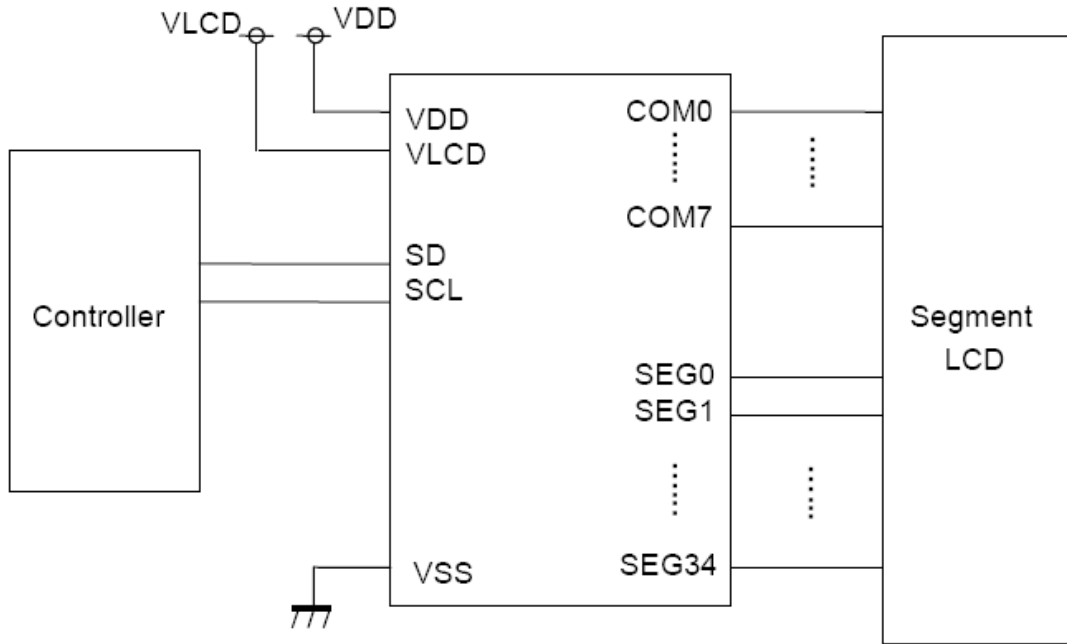 VLCD
VDD
VDD
VLCD
SD
SCL
VSS
COM0
COM7
SEG0
SEG1
SEG34
Controller
Segment
LCD